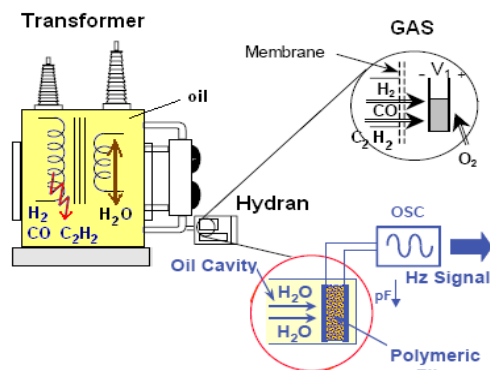 Transformer
GAS
Membrane
- V₁ +
H₂
CO
C₂H₂
O₂
oil
H₂
CO C₂H₂
H₂O
Hydran
OSC
Oil Cavity
Hz Signal
H₂O
H₂O
pF
Polymeric